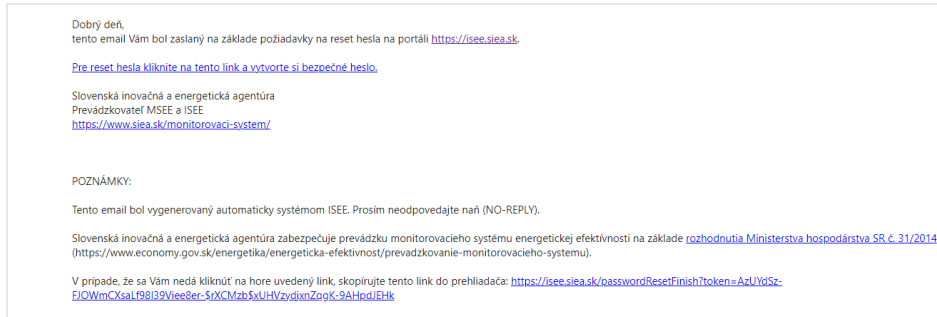 Dobrý deň,
tento email Vám bol zaslaný na základe požiadavky na reset hesla na portáli https://isee.siea.sk.
Pre reset hesla kliknite na tento link a vytvorte si bezpečné heslo.
Slovenská inovačná a energetická agentúra
Prevádzkovateľ MSEE a ISEE
https://www.siea.sk/monitorovaci-system/
POZNÁMKY:
Tento email bol vygenerovaný automaticky systémom ISEE. Prosím neodpovedajte naň (NO-REPLY).
Slovenská inovačná a energetická agentúra zabezpečuje prevádzku monitorovacieho systému energetickej efektívnosti na základe rozhodnutia Ministerstva hospodárstva SR č. 31/2014
(https://www.economy.gov.sk/energetika/energeticka-efektivnost/prevadzkovanie-monitorovacieho-systemu).
V prípade, že sa Vám nedá kliknúť na hore uvedený link, skopírujte tento link do prehliadača: https://isee.siea.sk/passwordResetFinish?token=AzUYdSz-
FJOWmCXsaLf98I39Viee8er-$rXCMzb$xUHVzydjxnZqgK-9AHpdJEHk